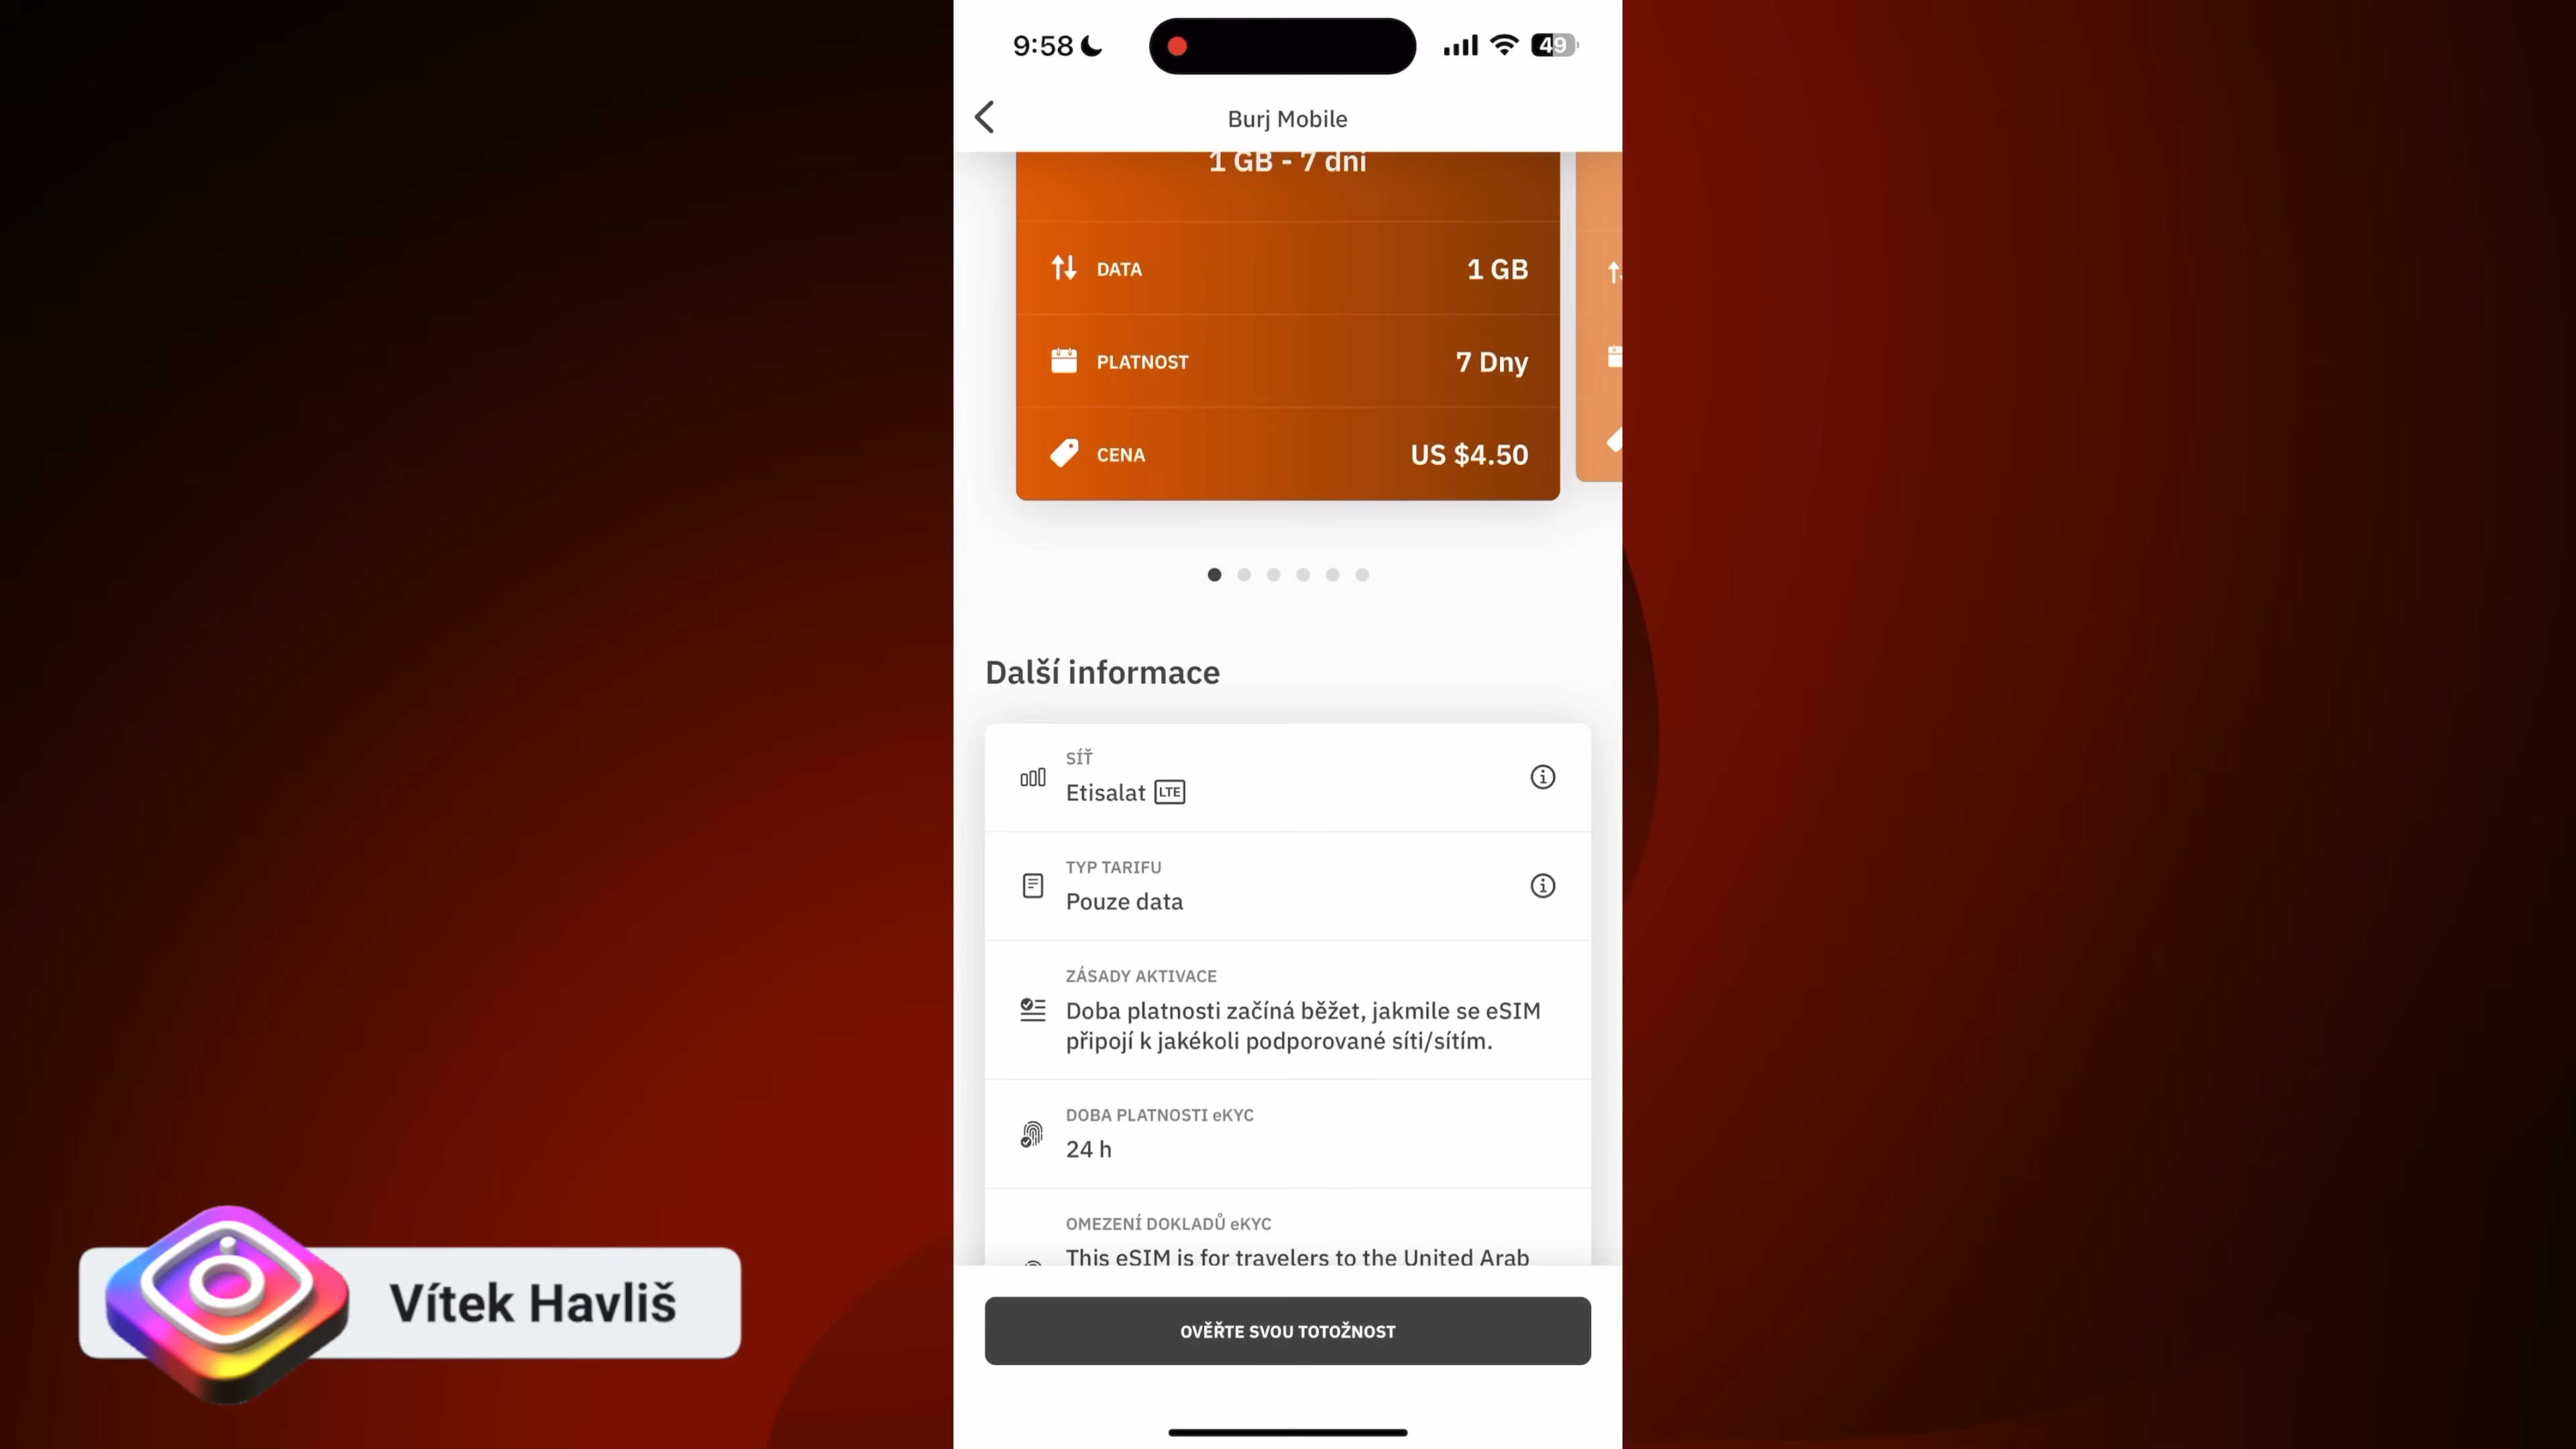 9:58
49
Burj Mobile
1 GB - 7 dní
DATA
1 GB
PLATNOST
7 Dny
CENA
US $4.50
Další informace
SÍŤ
Etisalat LTE
TYP TARIFU
Pouze data
ZÁSADY AKTIVACE
Doba platnosti začíná běžet, jakmile se eSIM
připojí k jakékoli podporované síti/sítím.
DOBA PLATNOSTI eKYC
24 h
OMEZENÍ DOKLADŮ eKYC
This eSIM is for travelers to the United Arab
OVĚŘTE SVOU TOTOŽNOST
Vítek Havliš